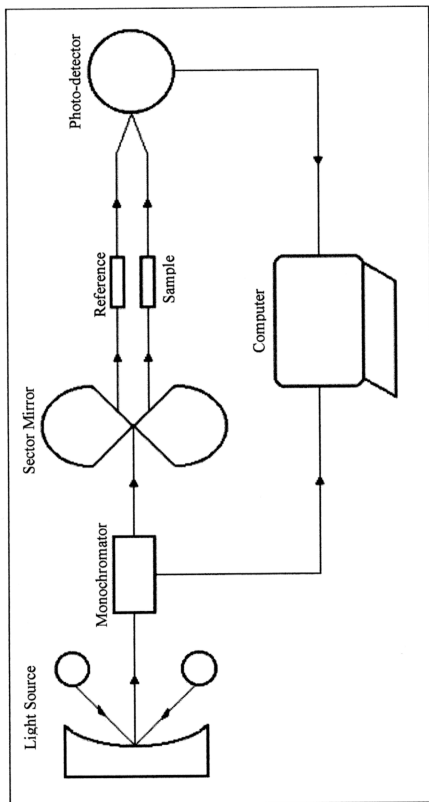 Light Source
Monochromator
Sector Mirror
Reference
Sample
Photo-detector
Computer